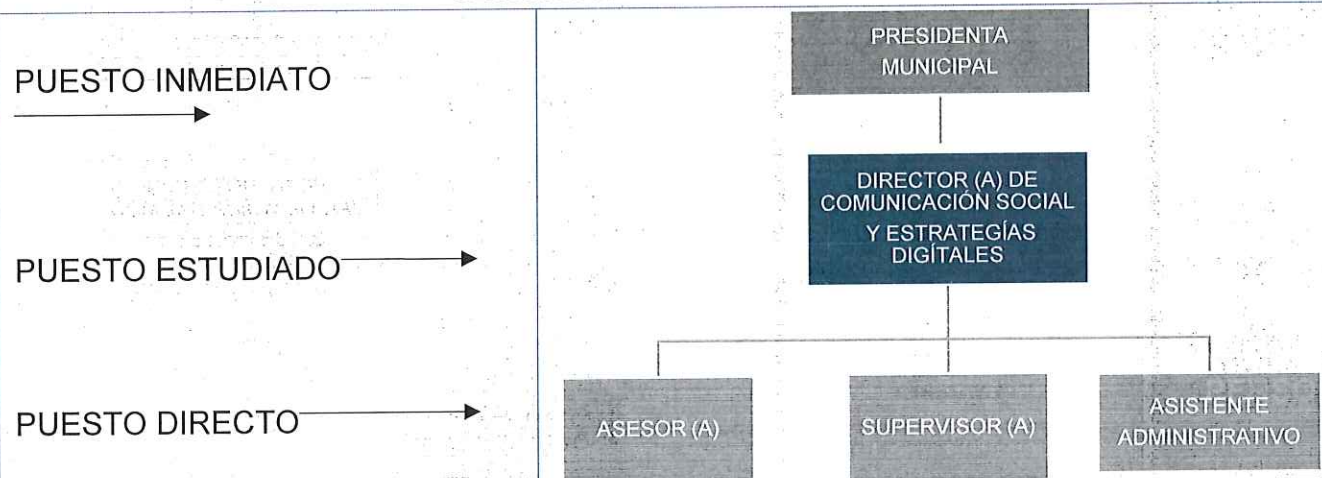 PUESTO INMEDIATO
PRESIDENTA
MUNICIPAL
PUESTO ESTUDIADO
DIRECTOR (A) DE
COMUNICACIÓN SOCIAL
Y ESTRATEGÍAS
DIGÍTALES
PUESTO DIRECTO
ASESOR (A)
SUPERVISOR (A)
ASISTENTE
ADMINISTRATIVO